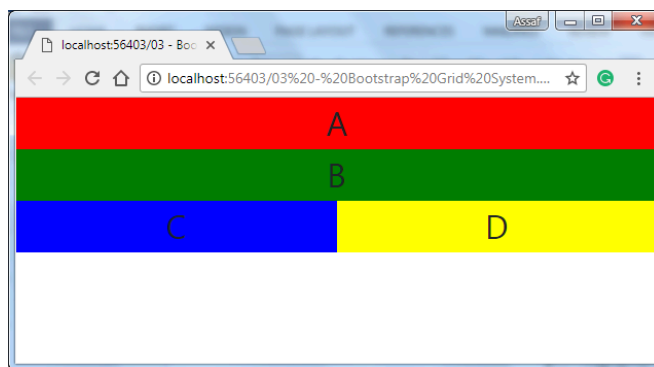 Assaf
localhost:56403/03 - Boo
localhost:56403/03%20-%20Bootstrap%20Grid%20System....
A
B
C
D